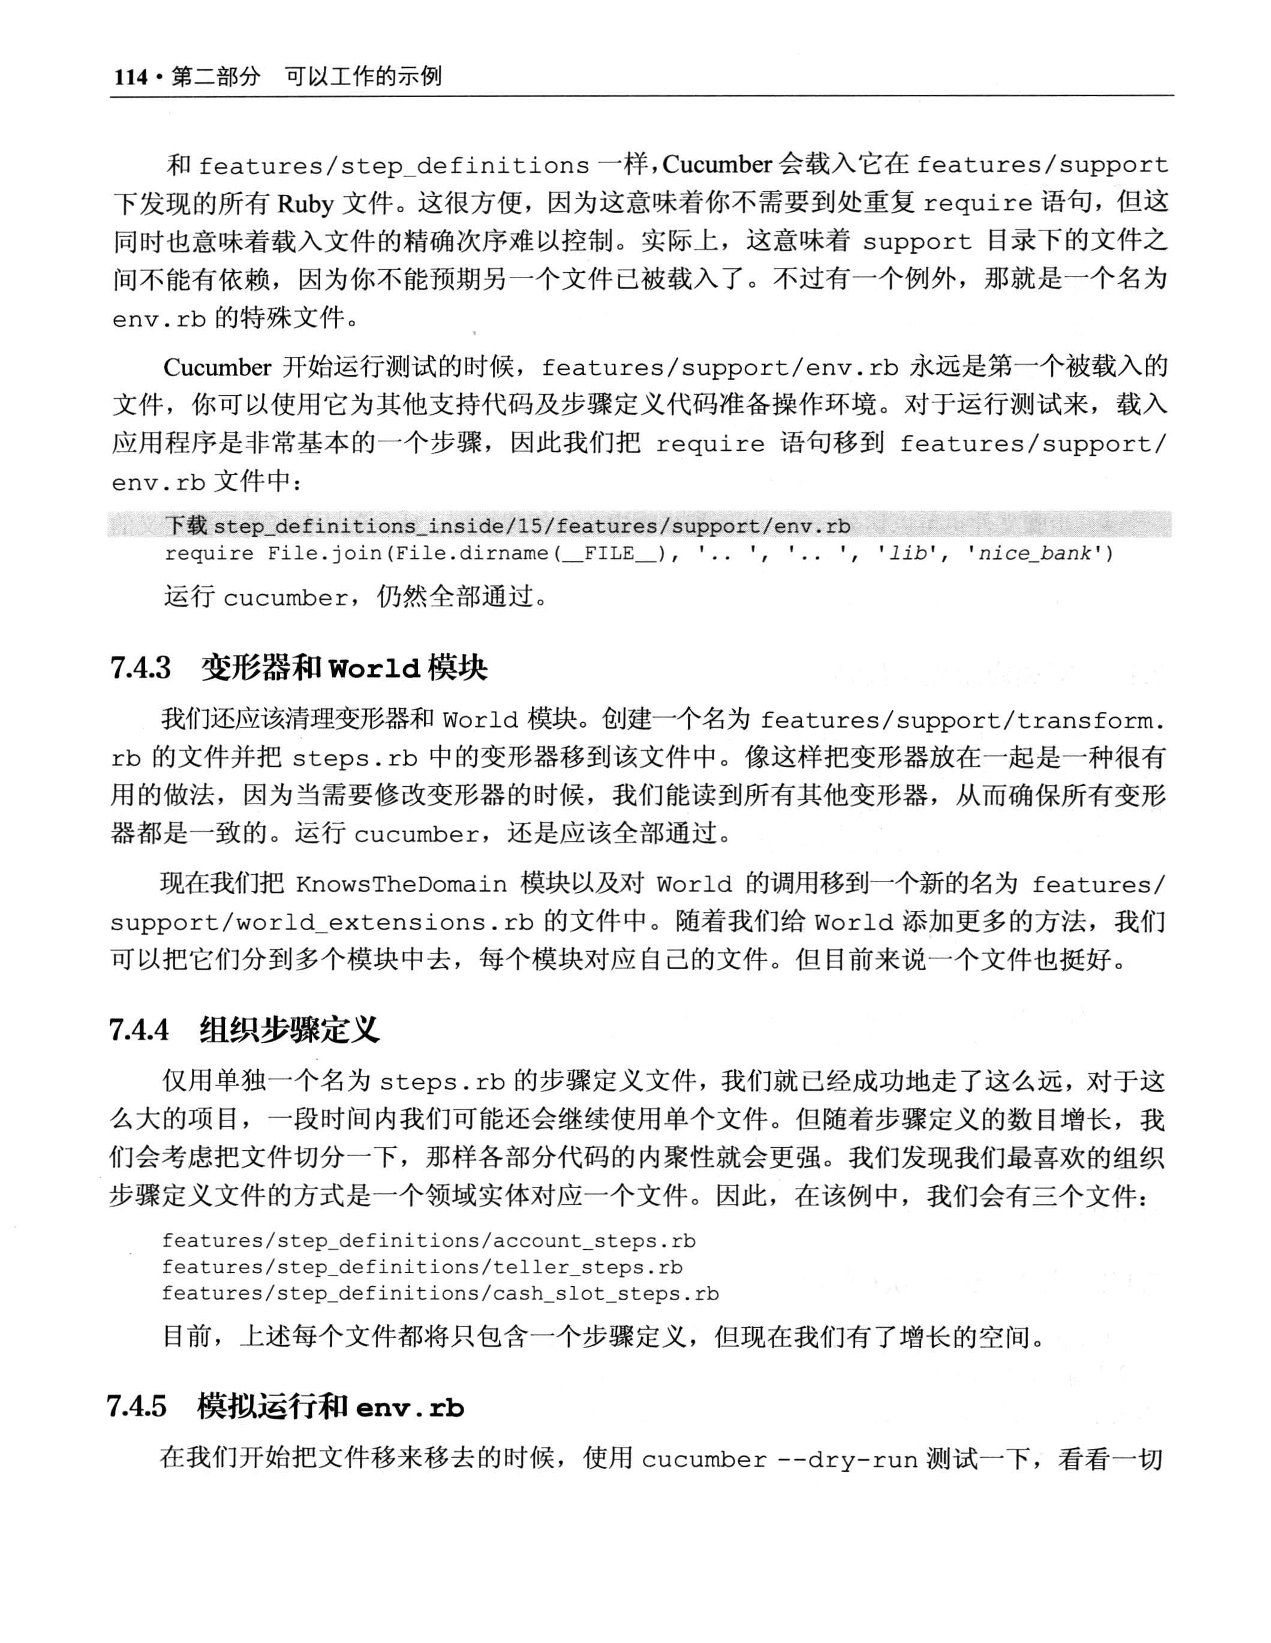 114·第二部分　可以工作的示例
和 features/step_definitions 一样,Cucumber 会载入它在 features/support
下发现的所有 Ruby 文件。这很方便，因为这意味着你不需要到处重复 require 语句，但这
同时也意味着载入文件的精确次序难以控制。实际上，这意味着 support 目录下的文件之
间不能有依赖，因为你不能预期另一个文件已被载入了。不过有一个例外，那就是一个名为
env.rb 的特殊文件。
Cucumber 开始运行测试的时候，features/support/env.rb 永远是第一个被载入的
文件，你可以使用它为其他支持代码及步骤定义代码准备操作环境。对于运行测试来，载入
应用程序是非常基本的一个步骤，因此我们把 require 语句移到 features/support/
env.rb 文件中：
下载 step_definitions_inside/15/features/support/env.rb
require File.join(File.dirname(__FILE__), '.. ', '.. ', 'lib', 'nice_bank')
运行 cucumber，仍然全部通过。
7.4.3　变形器和 World 模块
我们还应该清理变形器和 World 模块。创建一个名为 features/support/transform.
rb 的文件并把 steps.rb 中的变形器移到该文件中。像这样把变形器放在一起是一种很有
用的做法，因为当需要修改变形器的时候，我们能读到所有其他变形器，从而确保所有变形
器都是一致的。运行 cucumber，还是应该全部通过。
现在我们把 KnowsTheDomain 模块以及对 World 的调用移到一个新的名为 features/
support/world_extensions.rb 的文件中。随着我们给 World 添加更多的方法，我们
可以把它们分到多个模块中去，每个模块对应自己的文件。但目前来说一个文件也挺好。
7.4.4　组织步骤定义
仅用单独一个名为 steps.rb 的步骤定义文件，我们就已经成功地走了这么远，对于这
么大的项目，一段时间内我们可能还会继续使用单个文件。但随着步骤定义的数目增长，我
们会考虑把文件切分一下，那样各部分代码的内聚性就会更强。我们发现我们最喜欢的组织
步骤定义文件的方式是一个领域实体对应一个文件。因此，在该例中，我们会有三个文件：
features/step_definitions/account_steps.rb
features/step_definitions/teller_steps.rb
features/step_definitions/cash_slot_steps.rb
目前，上述每个文件都将只包含一个步骤定义，但现在我们有了增长的空间。
7.4.5　模拟运行和 env.rb
在我们开始把文件移来移去的时候，使用 cucumber --dry-run 测试一下，看看一切